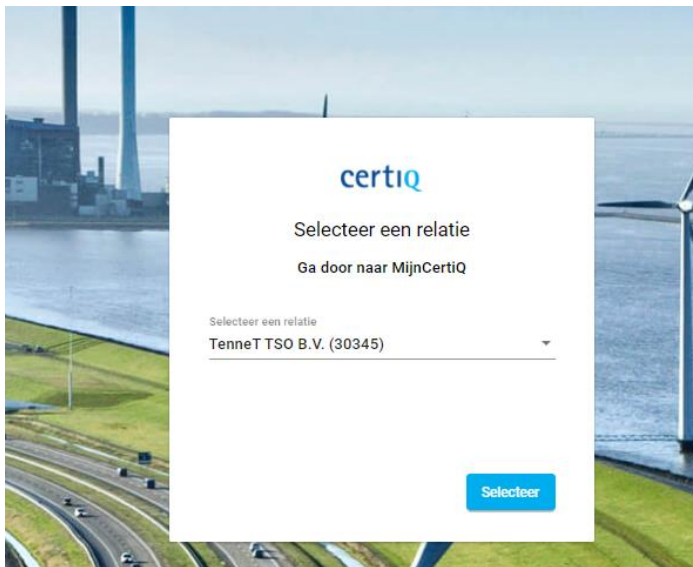 certiQ
Selecteer een relatie
Ga door naar MijnCertiQ
Selecteer een relatie
TenneT TSO B.V. (30345)
Selecteer